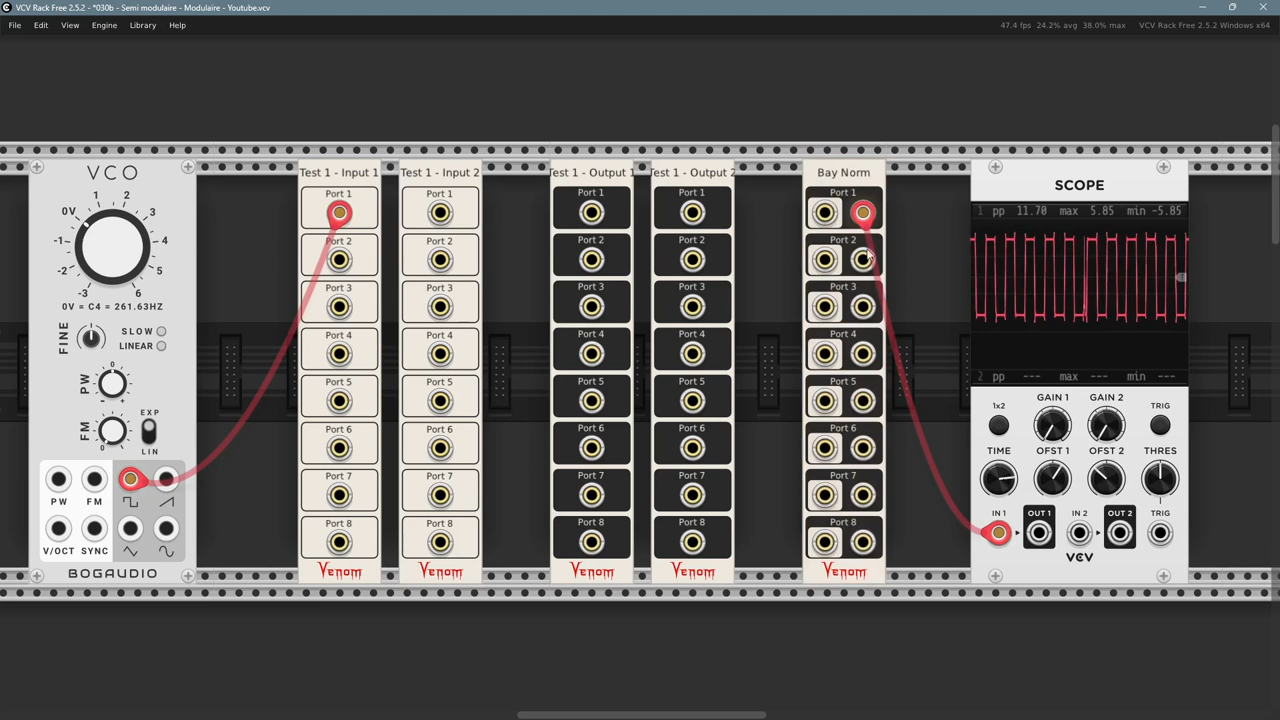 VCV Rack Free 2.5.2 - *030b - Semi modulaire - Modulaire - Youtube.vcv
File Edit View Engine Library Help
47.4 fps 24.2% avg 38.0% max VCV Rack Free 2.5.2 Windows x64
VCO
1 2
0V 3
-1 4
-2 5
-3 6
0V = C4 = 261.63HZ
FINE
SLOW
LINEAR
PW
0
- +
FM
0
EXP
LIN
PW FM
V/OCT SYNC
BOGAUDIO
Test 1 - Input 1
Port 1
Port 2
Port 3
Port 4
Port 5
Port 6
Port 7
Port 8
Venom
Test 1 - Input 2
Port 1
Port 2
Port 3
Port 4
Port 5
Port 6
Port 7
Port 8
Venom
Test 1 - Output 1
Port 1
Port 2
Port 3
Port 4
Port 5
Port 6
Port 7
Port 8
Venom
Test 1 - Output 2
Port 1
Port 2
Port 3
Port 4
Port 5
Port 6
Port 7
Port 8
Venom
Bay Norm
Port 1
Port 2
Port 3
Port 4
Port 5
Port 6
Port 7
Port 8
Venom
SCOPE
1 pp 11.70 max 5.85 min -5.85
2 pp --- max --- min ---
1x2 GAIN 1 GAIN 2 TRIG
TIME OFST 1 OFST 2 THRES
IN 1 OUT 1 IN 2 OUT 2 TRIG
VCV